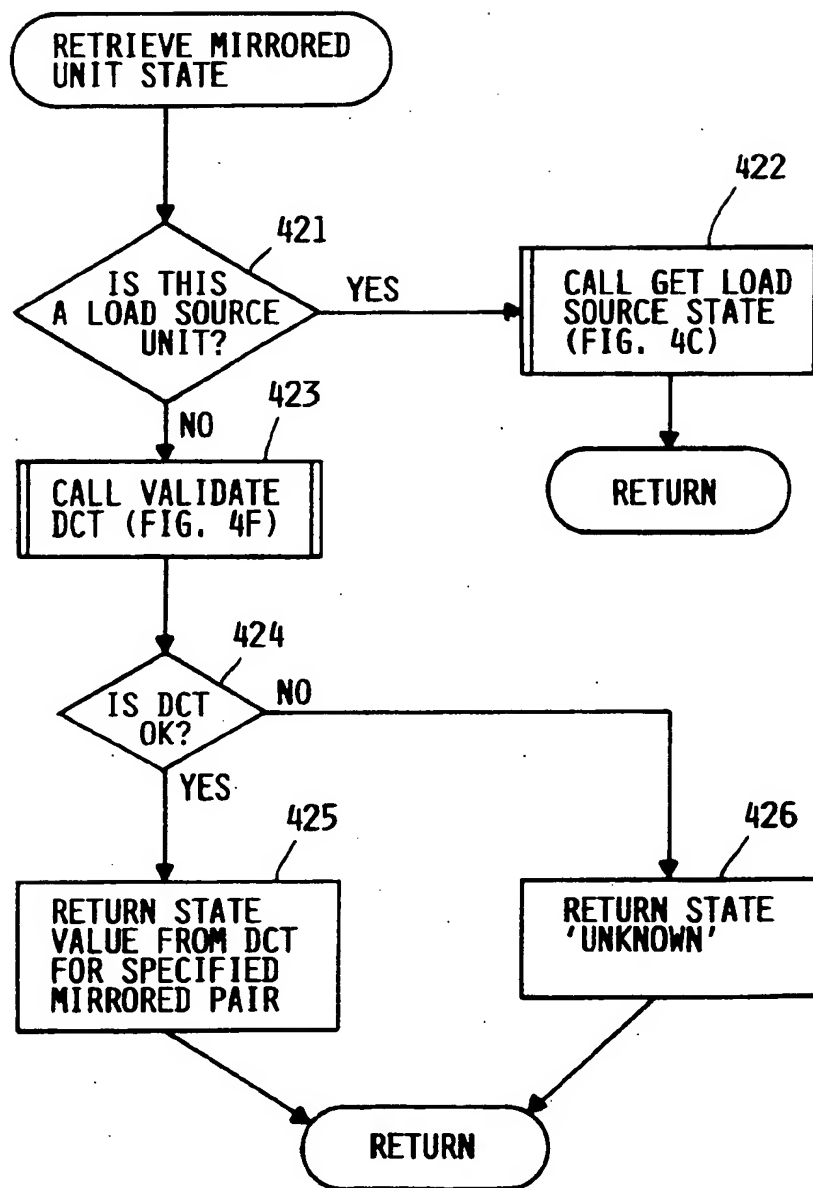 RETRIEVE MIRRORED
UNIT STATE
421
IS THIS
A LOAD SOURCE
UNIT?
YES
422
CALL GET LOAD
SOURCE STATE
(FIG. 4C)
RETURN
NO
423
CALL VALIDATE
DCT (FIG. 4F)
424
IS DCT
OK?
NO
YES
425
RETURN STATE
VALUE FROM DCT
FOR SPECIFIED
MIRRORED PAIR
426
RETURN STATE
'UNKNOWN'
RETURN